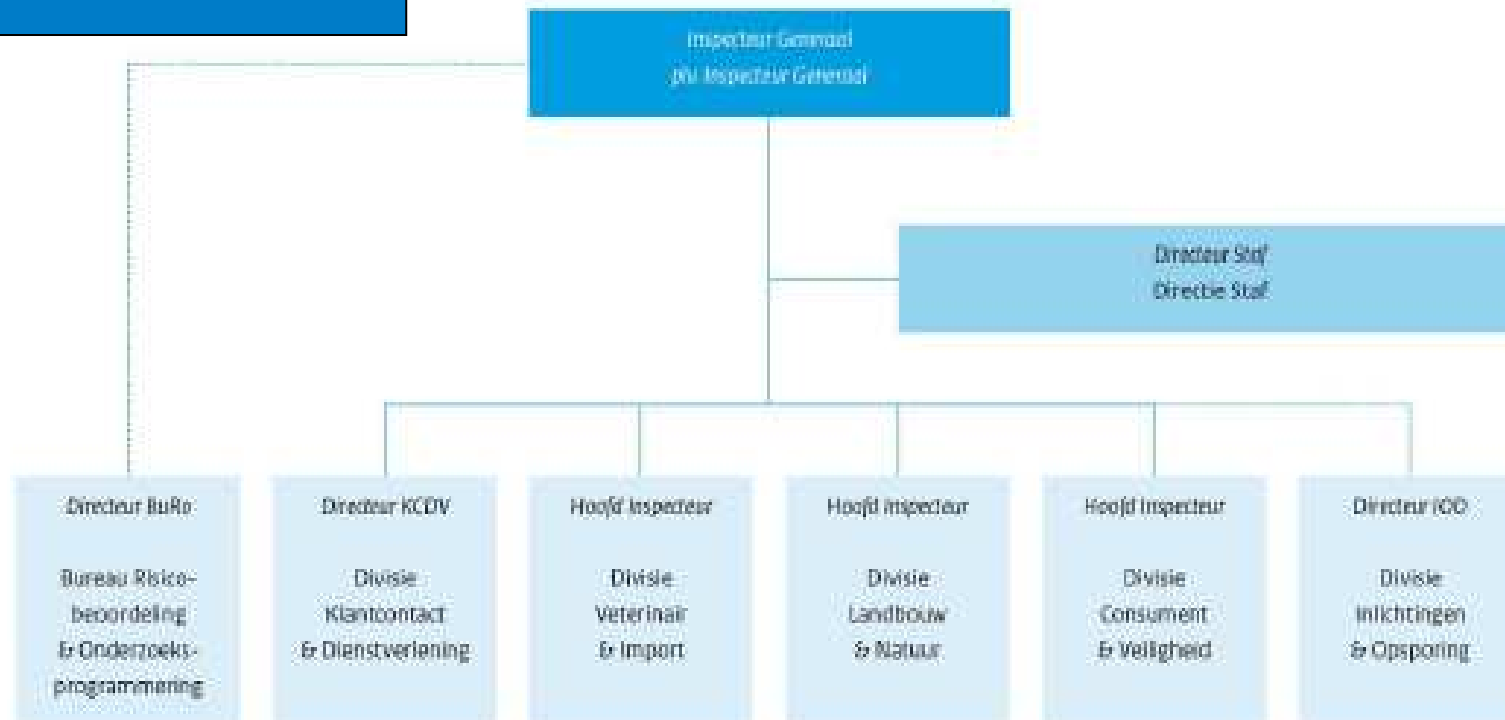 Inspecteur Generaal
plv Inspecteur Generaal
Directeur Staf
Directie Staf
Directeur BuRo
Bureau Risico-
beoordeling
& Onderzoeks-
programmering
Directeur KCDV
Divisie
Klantcontact
& Dienstverlening
Hoofd Inspecteur
Divisie
Veterinair
& Import
Hoofd Inspecteur
Divisie
Landbouw
& Natuur
Hoofd Inspecteur
Divisie
Consument
& Veiligheid
Directeur IOD
Divisie
Inlichtingen
& Opsporing